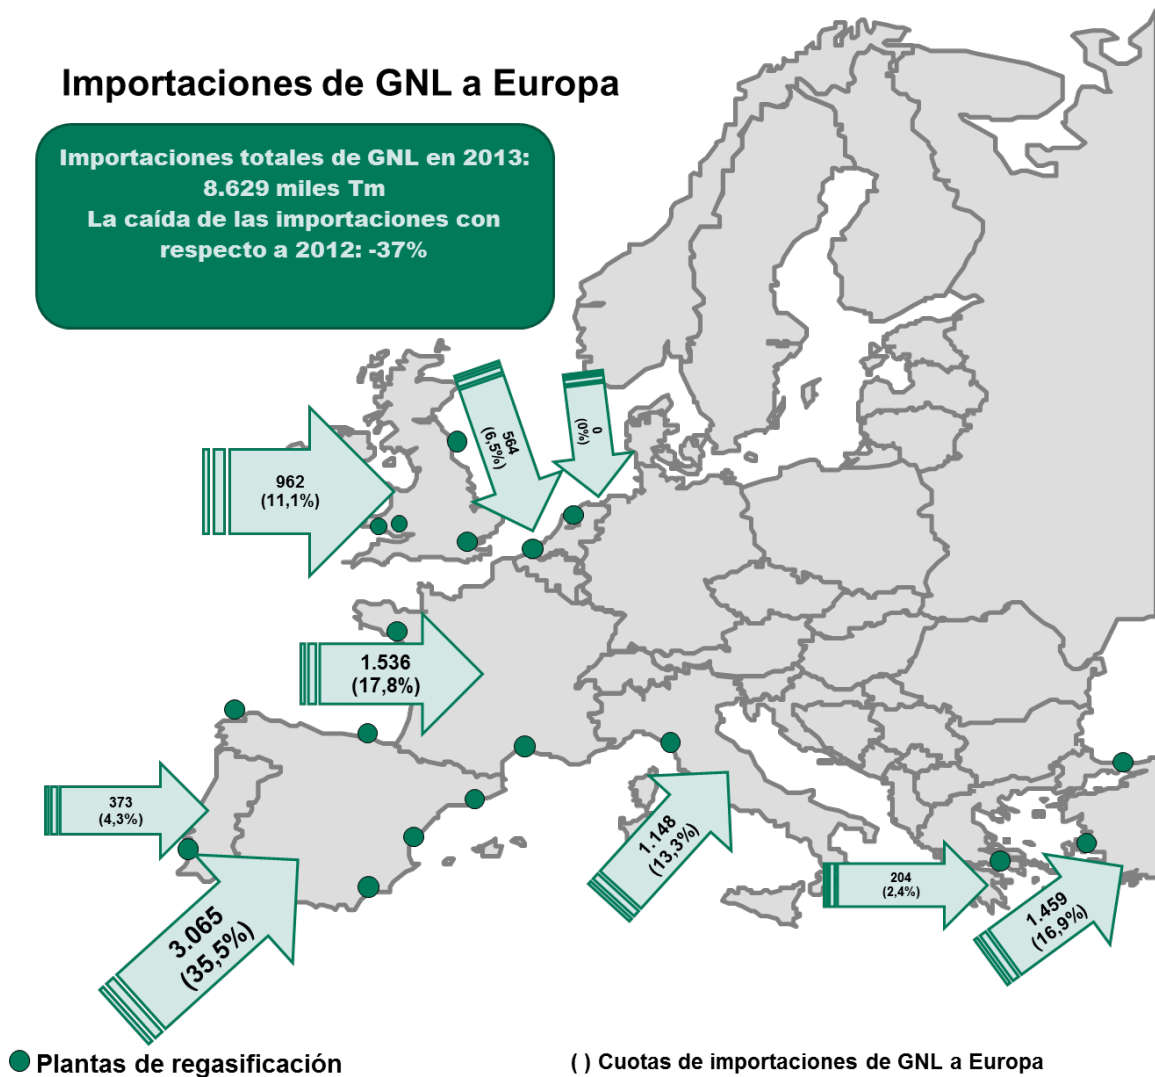 Importaciones de GNL a Europa
Importaciones totales de GNL en 2013:
8.629 miles Tm
La caída de las importaciones con
respecto a 2012: -37%
564
(6,5%)
0
(0%)
962
(11,1%)
1.536
(17,8%)
373
(4,3%)
3.065
(35,5%)
1.148
(13,3%)
204
(2,4%)
1.459
(16,9%)
Plantas de regasificación
( ) Cuotas de importaciones de GNL a Europa